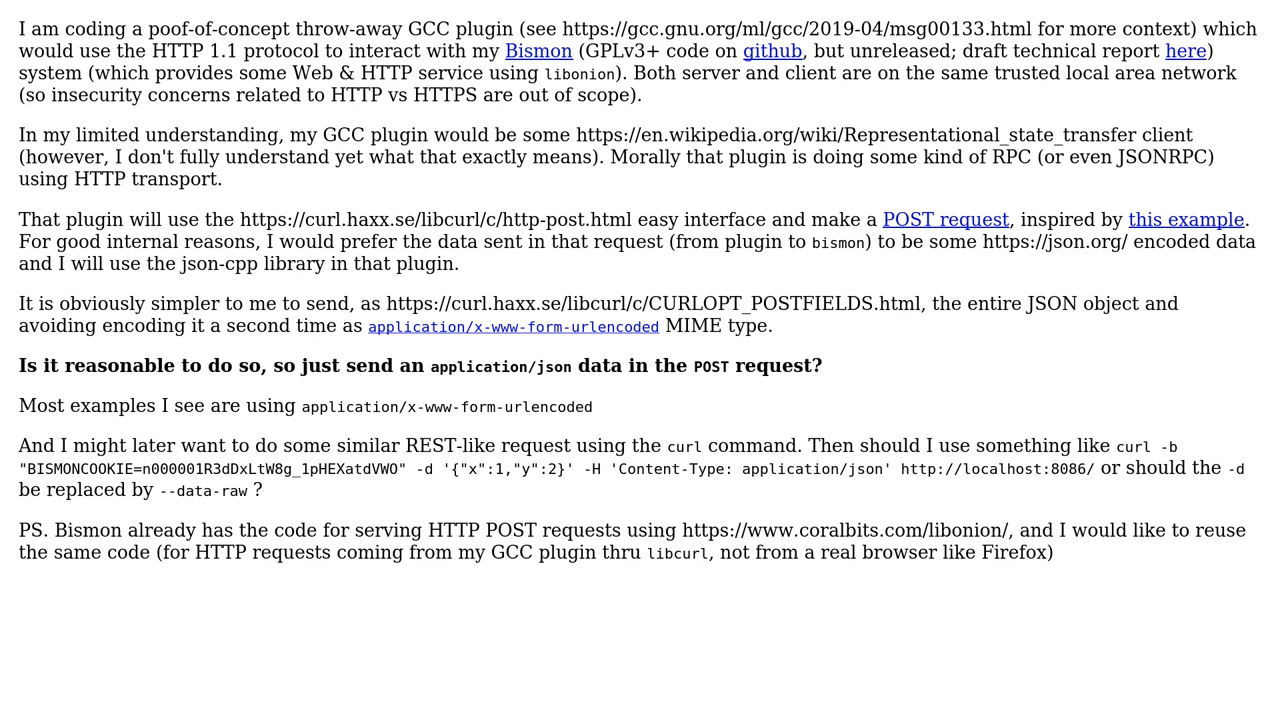 I am coding a poof-of-concept throw-away GCC plugin (see https://gcc.gnu.org/ml/gcc/2019-04/msg00133.html for more context) which
would use the HTTP 1.1 protocol to interact with my Bismon (GPLv3+ code on github, but unreleased; draft technical report here)
system (which provides some Web & HTTP service using libonion). Both server and client are on the same trusted local area network
(so insecurity concerns related to HTTP vs HTTPS are out of scope).
In my limited understanding, my GCC plugin would be some https://en.wikipedia.org/wiki/Representational_state_transfer client
(however, I don't fully understand yet what that exactly means). Morally that plugin is doing some kind of RPC (or even JSONRPC)
using HTTP transport.
That plugin will use the https://curl.haxx.se/libcurl/c/http-post.html easy interface and make a POST request, inspired by this example.
For good internal reasons, I would prefer the data sent in that request (from plugin to bismon) to be some https://json.org/ encoded data
and I will use the json-cpp library in that plugin.
It is obviously simpler to me to send, as https://curl.haxx.se/libcurl/c/CURLOPT_POSTFIELDS.html, the entire JSON object and
avoiding encoding it a second time as application/x-www-form-urlencoded MIME type.
Is it reasonable to do so, so just send an application/json data in the POST request?
Most examples I see are using application/x-www-form-urlencoded
And I might later want to do some similar REST-like request using the curl command. Then should I use something like curl -b
"BISMONCOOKIE=n000001R3dDxLtW8g_1pHEXatdVWO" -d '{"x":1,"y":2}' -H 'Content-Type: application/json' http://localhost:8086/ or should the -d
be replaced by --data-raw ?
PS. Bismon already has the code for serving HTTP POST requests using https://www.coralbits.com/libonion/, and I would like to reuse
the same code (for HTTP requests coming from my GCC plugin thru libcurl, not from a real browser like Firefox)